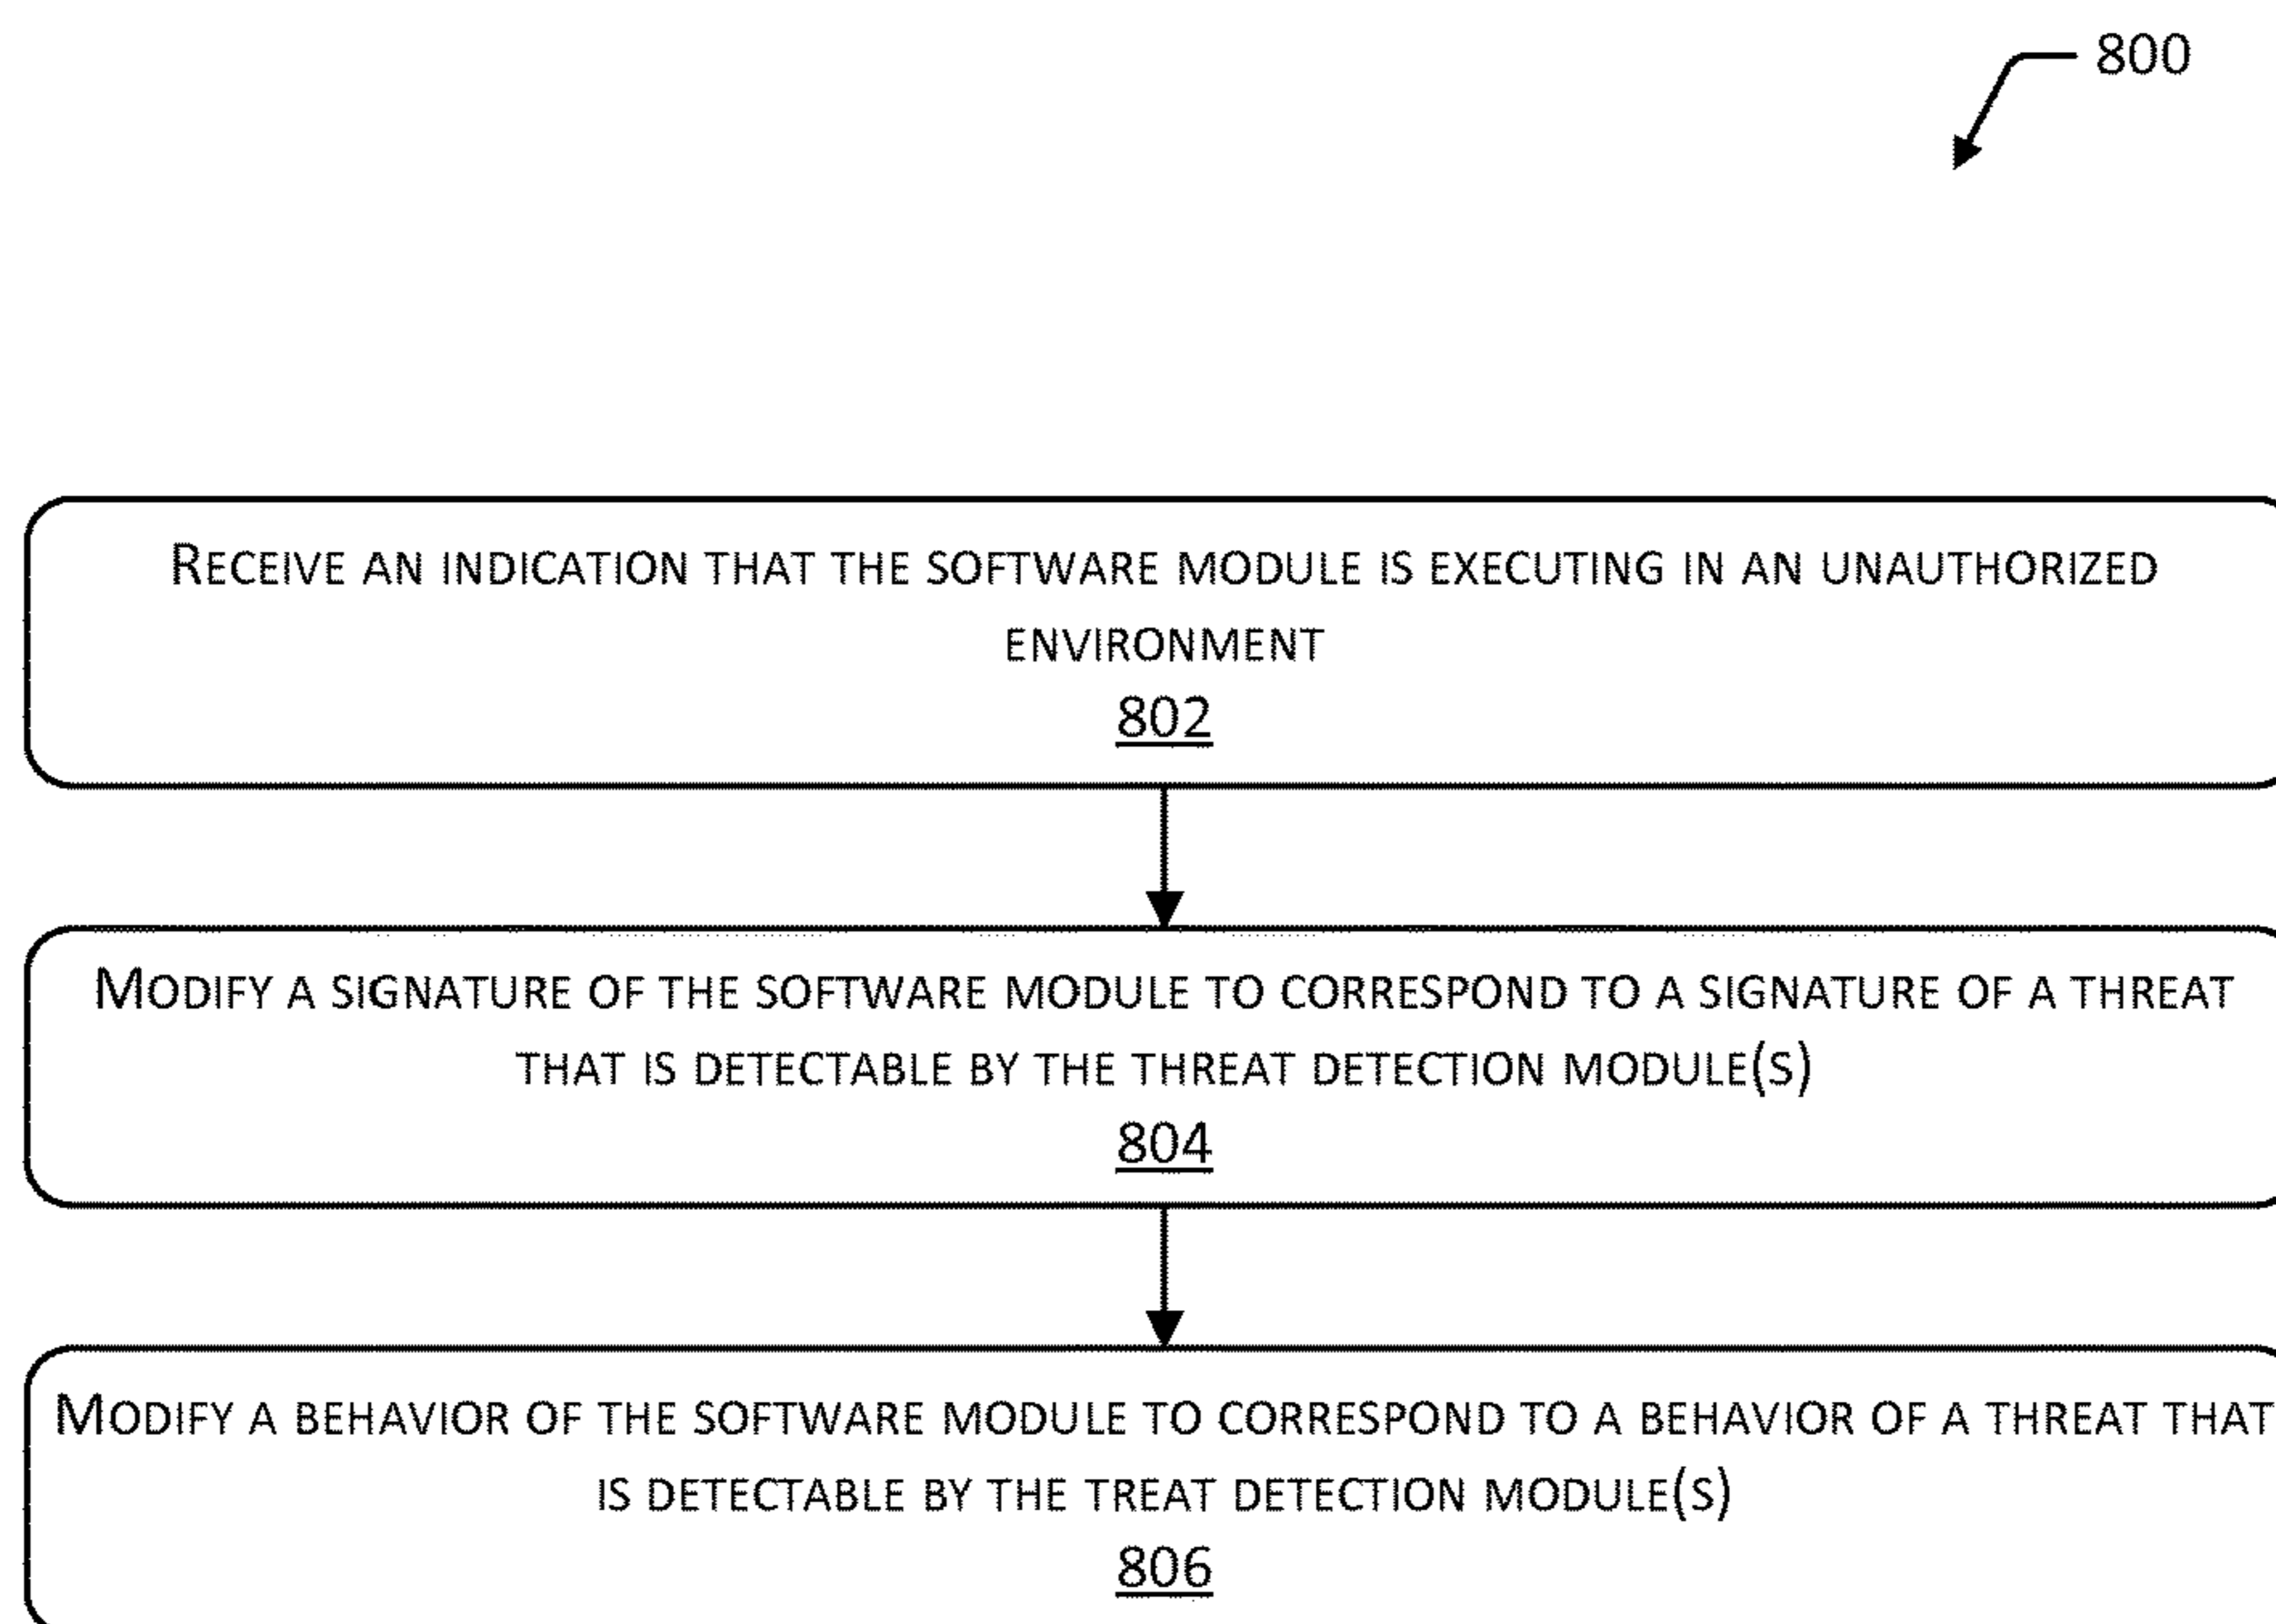 800
RECEIVE AN INDICATION THAT THE SOFTWARE MODULE IS EXECUTING IN AN UNAUTHORIZED
ENVIRONMENT
802
MODIFY A SIGNATURE OF THE SOFTWARE MODULE TO CORRESPOND TO A SIGNATURE OF A THREAT
THAT IS DETECTABLE BY THE THREAT DETECTION MODULE(S)
804
MODIFY A BEHAVIOR OF THE SOFTWARE MODULE TO CORRESPOND TO A BEHAVIOR OF A THREAT THAT
IS DETECTABLE BY THE TREAT DETECTION MODULE(S)
806